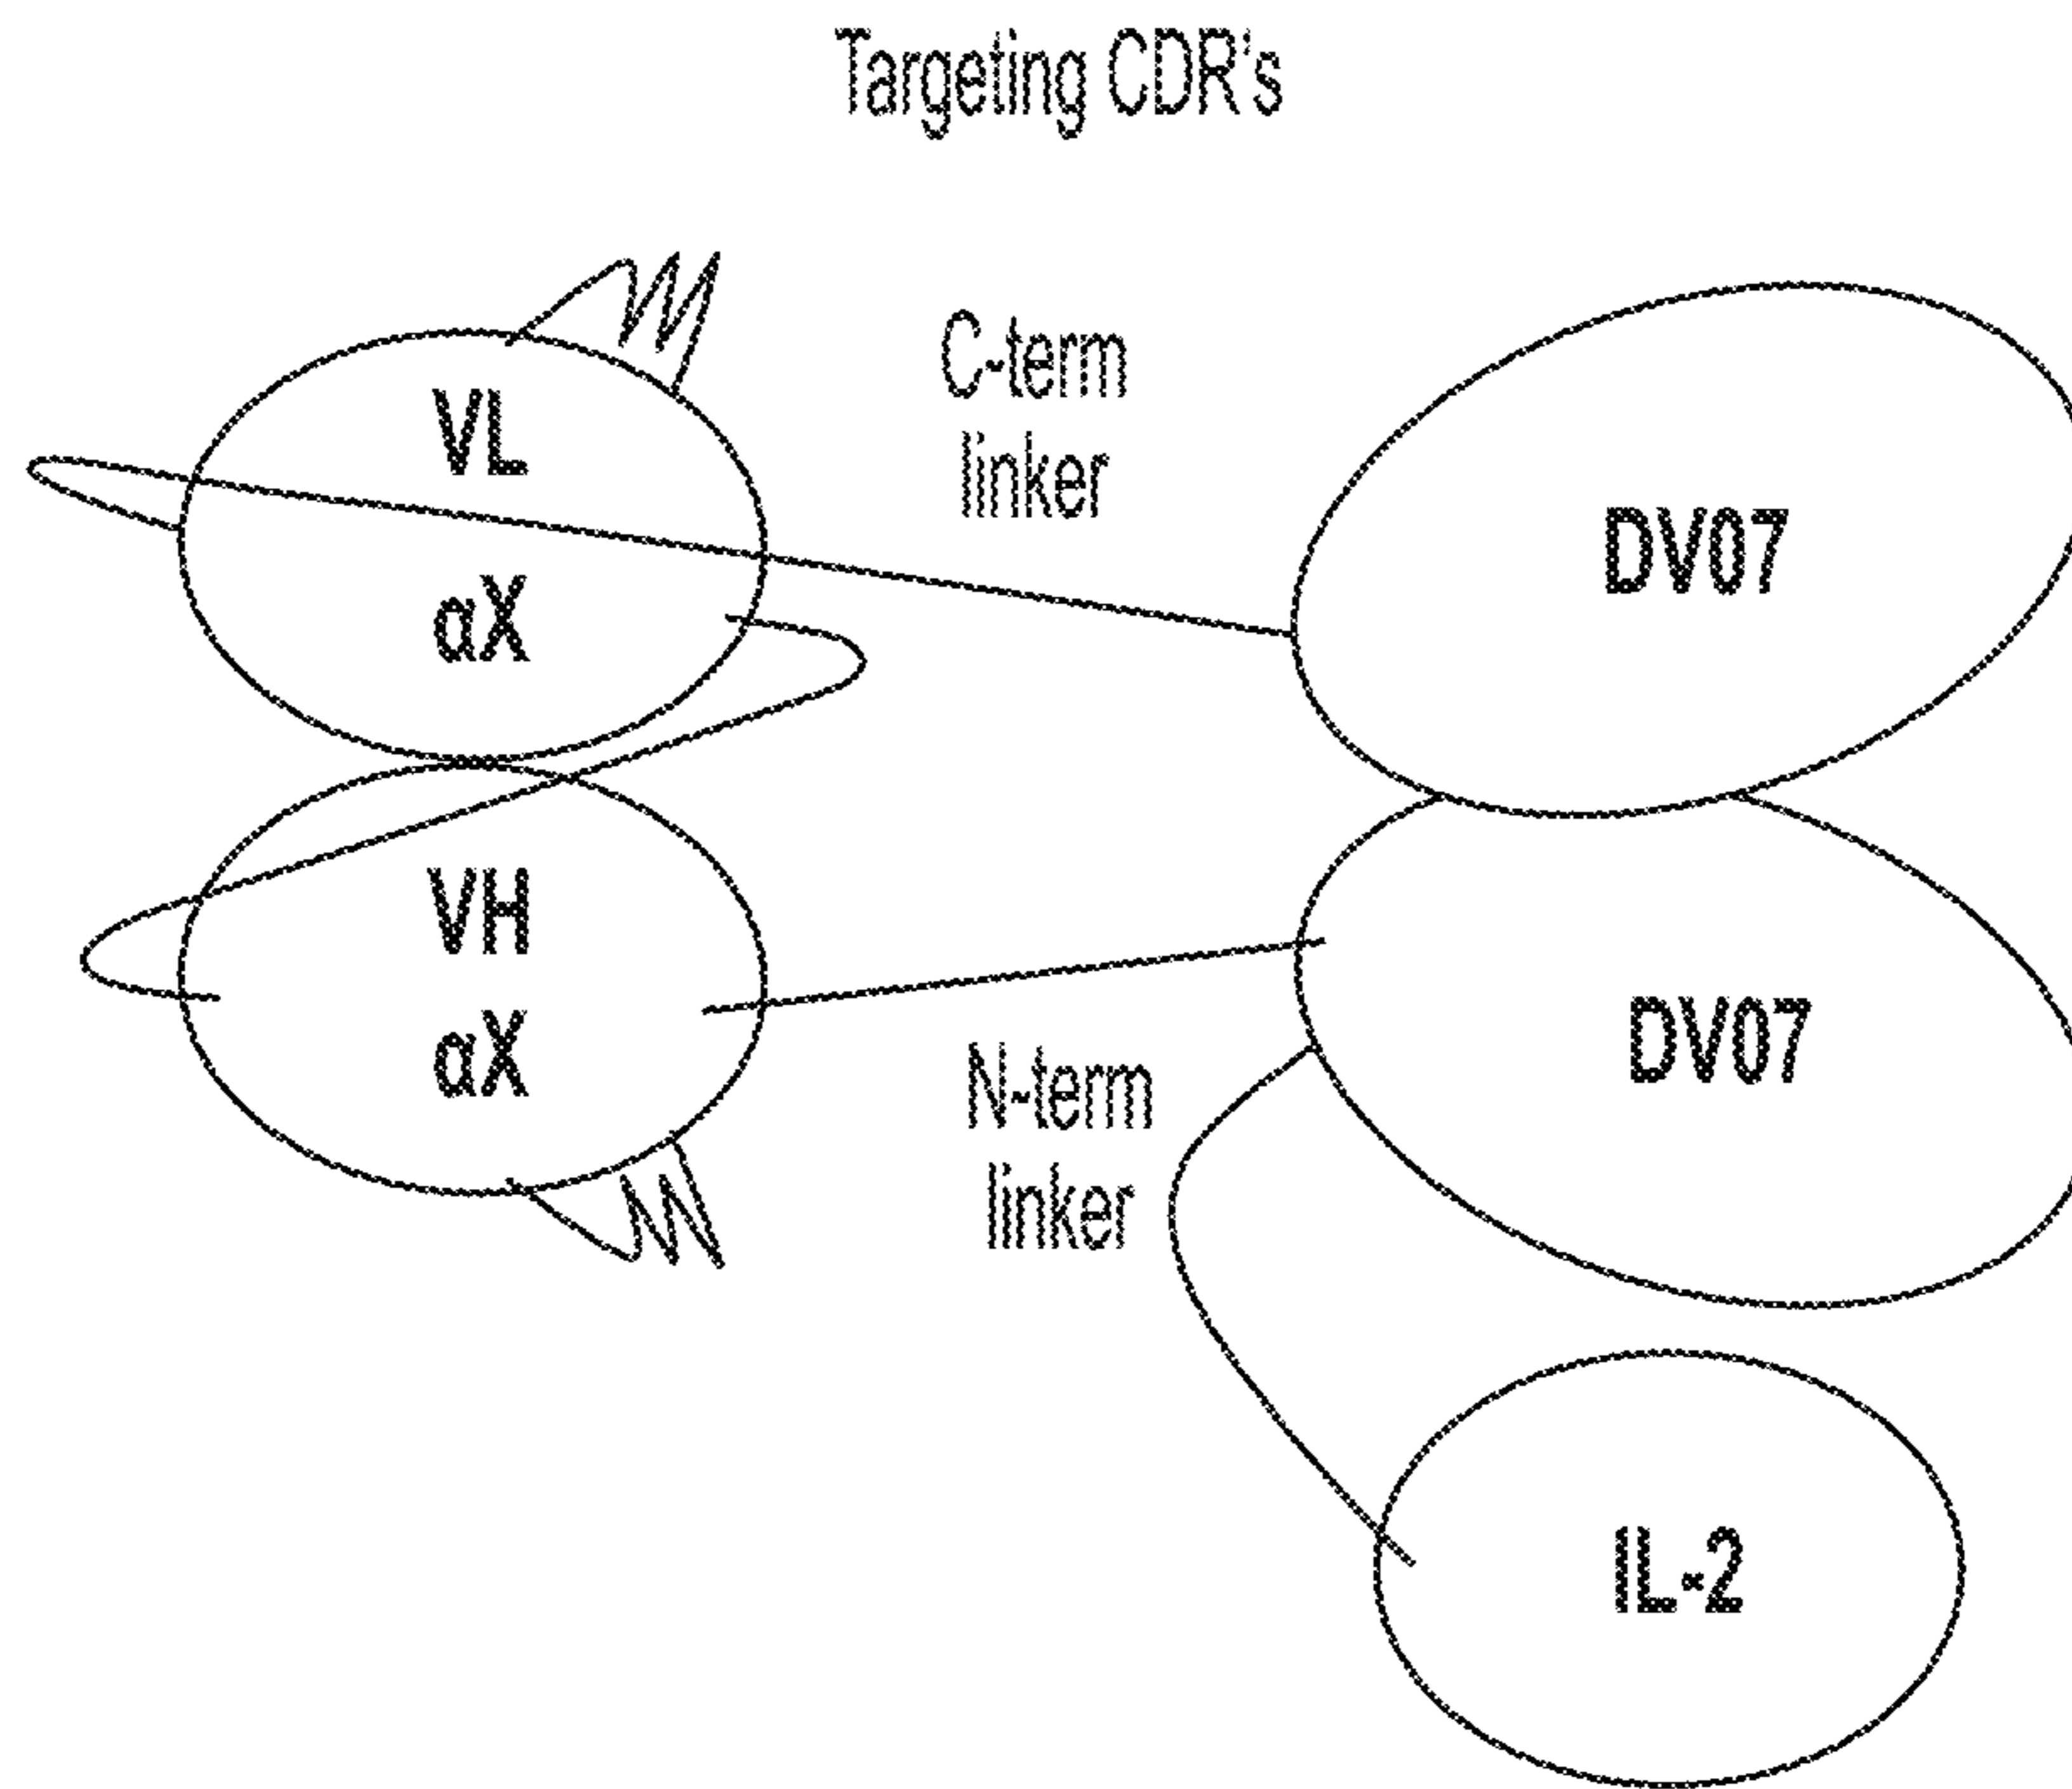 Targeting CDR's
VL
αX
C-term
linker
DV07
VH
αX
N-term
linker
DV07
IL-2